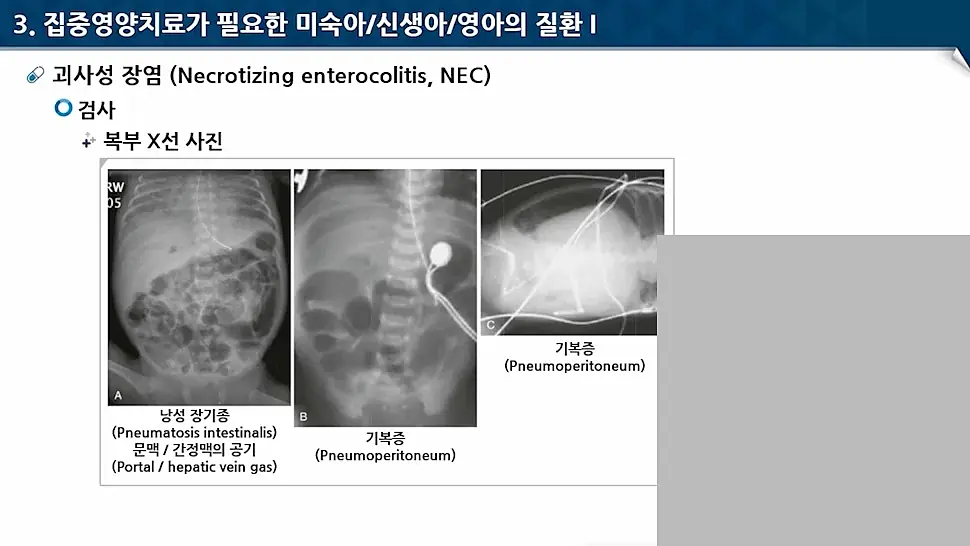 3. 집중영양치료가 필요한 미숙아/신생아/영아의 질환 I
괴사성 장염 (Necrotizing enterocolitis, NEC)
검사
복부 X선 사진
RW
05
A
B
C
낭성 장기종
(Pneumatosis intestinalis)
문맥 / 간정맥의 공기
(Portal / hepatic vein gas)
기복증
(Pneumoperitoneum)
기복증
(Pneumoperitoneum)